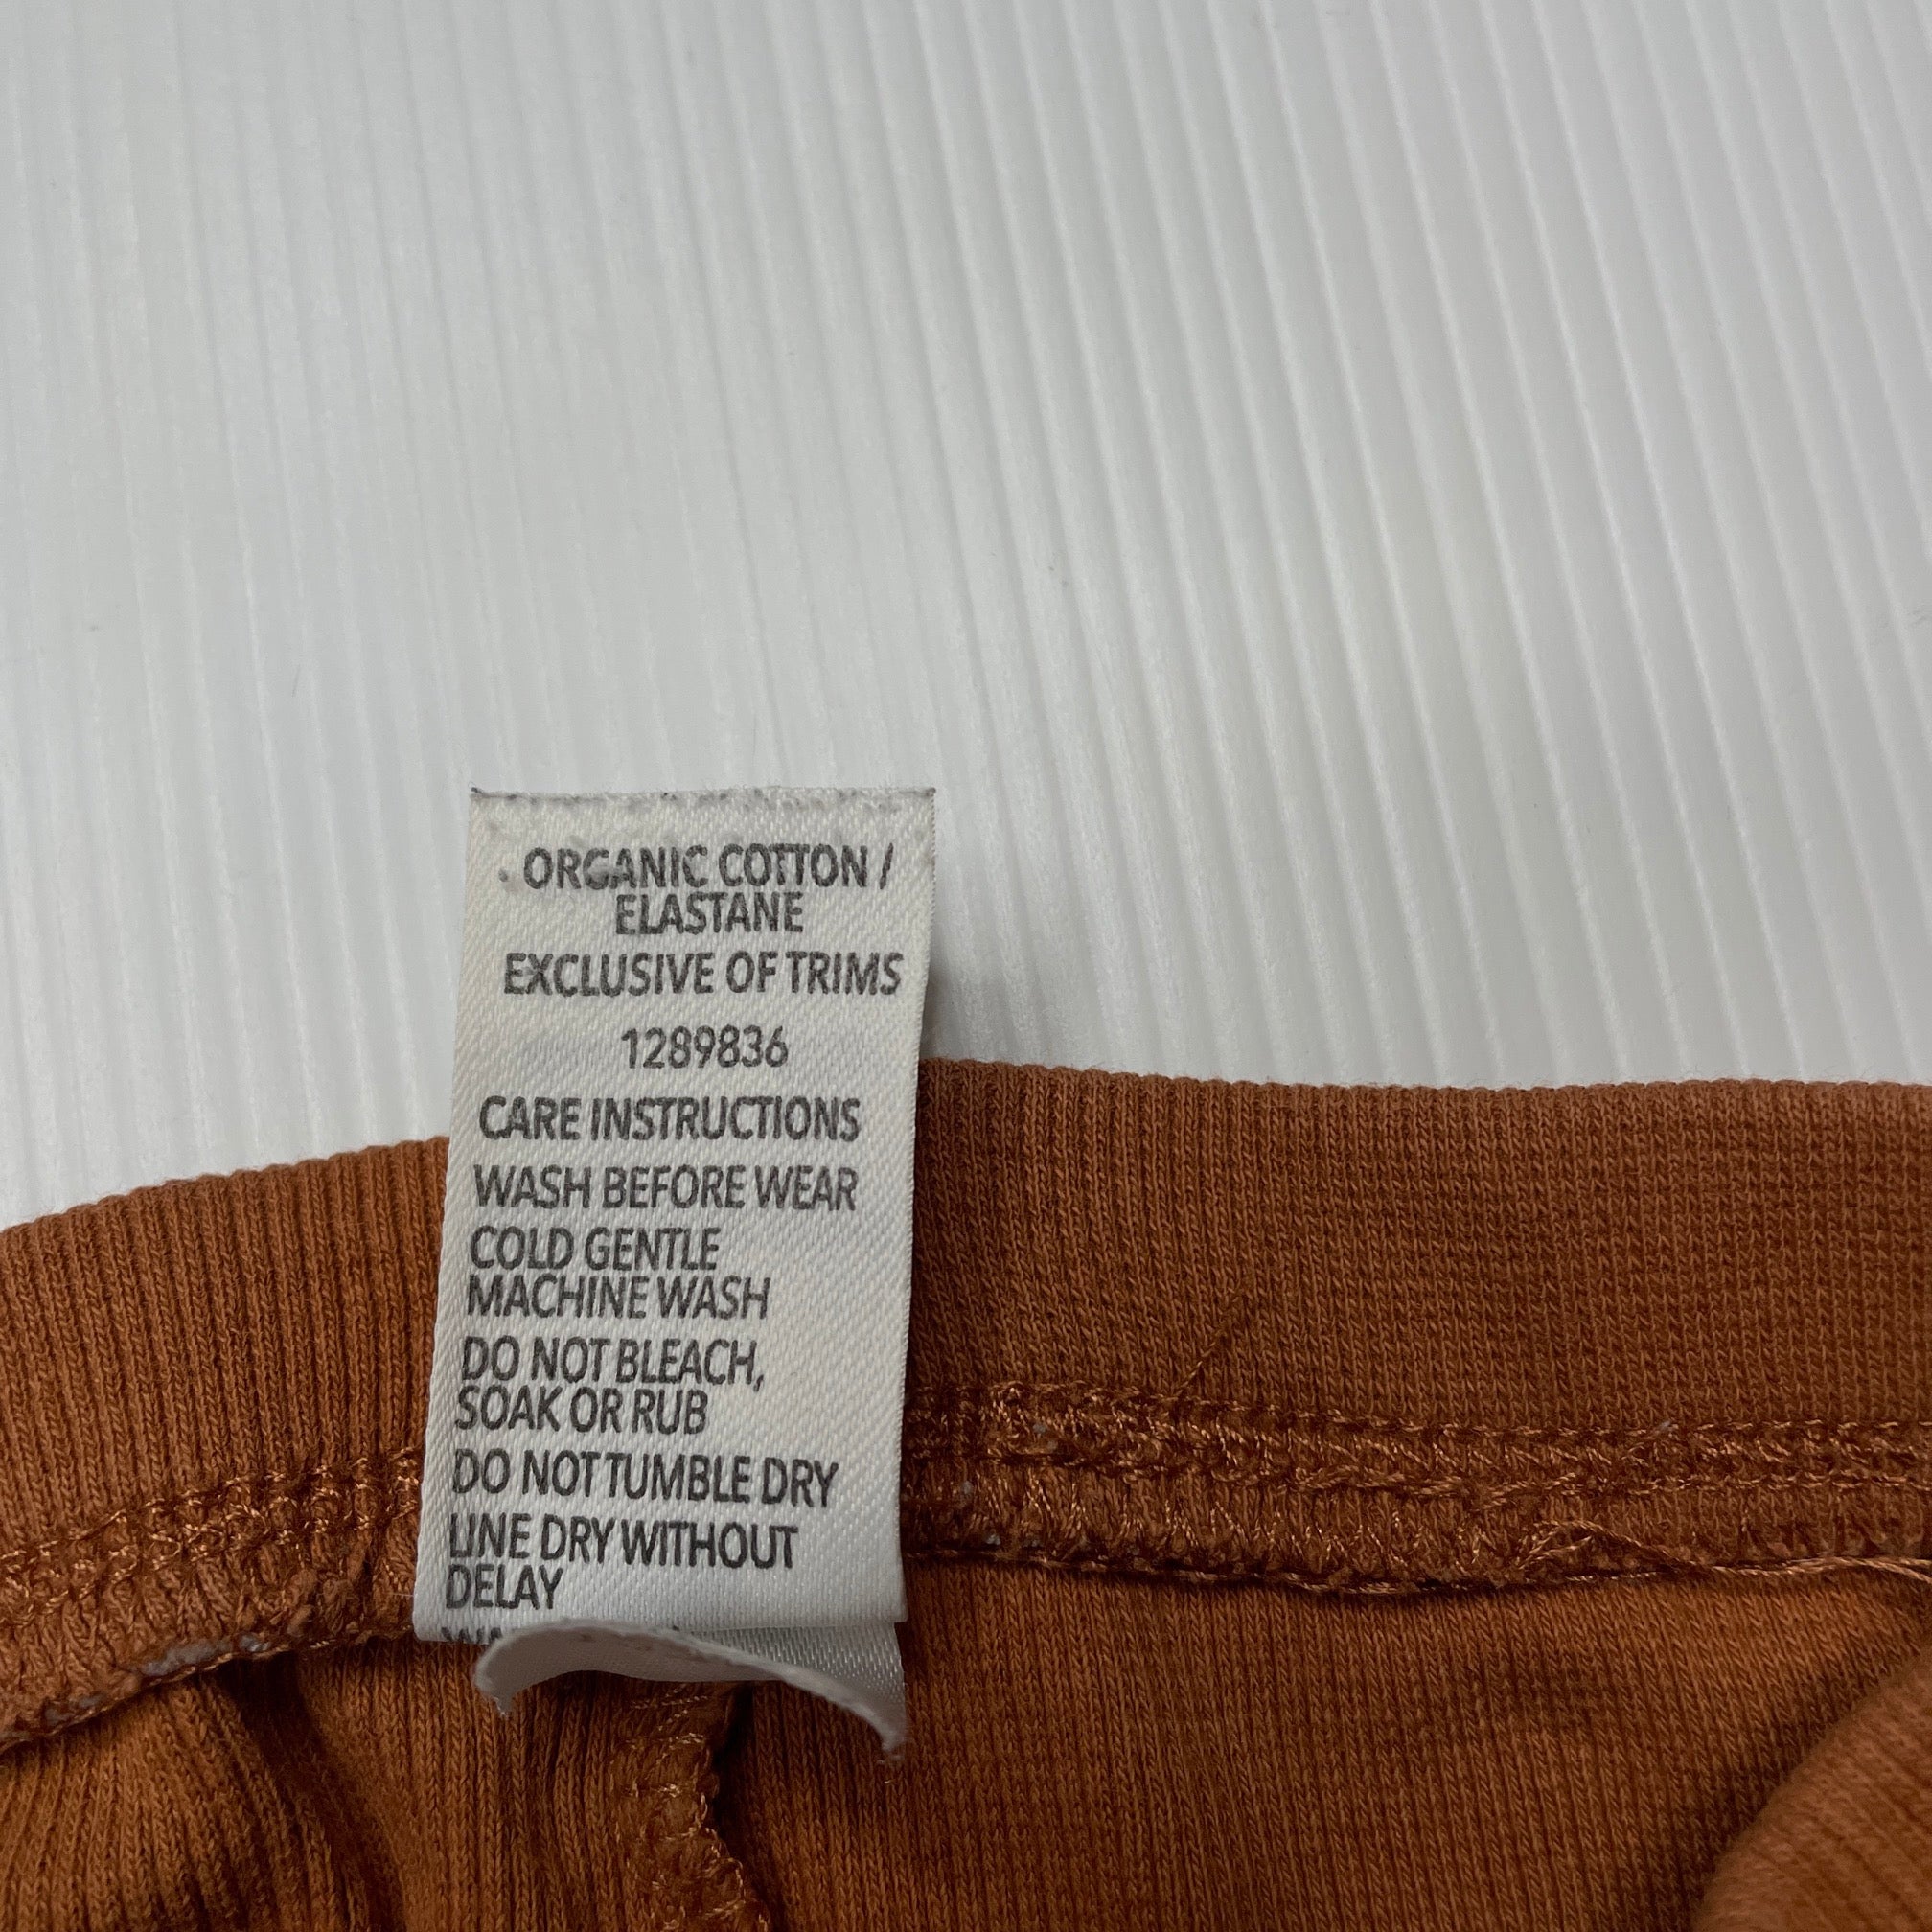 ORGANIC COTTON /
ELASTANE
EXCLUSIVE OF TRIMS
1289836
CARE INSTRUCTIONS
WASH BEFORE WEAR
COLD GENTLE
MACHINE WASH
DO NOT BLEACH,
SOAK OR RUB
DO NOT TUMBLE DRY
LINE DRY WITHOUT
DELAY